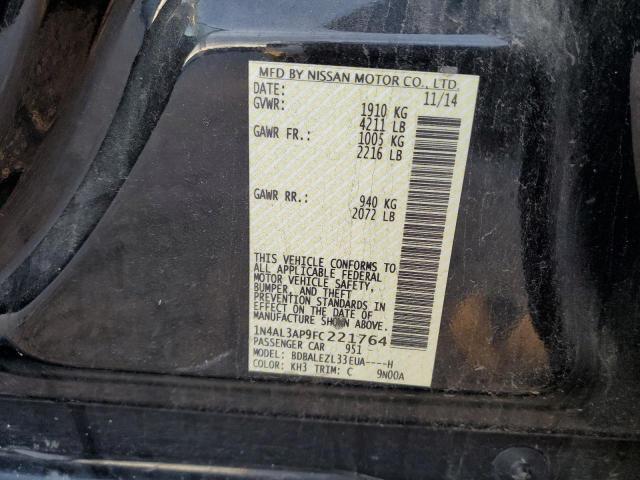 MFD BY NISSAN MOTOR CO., LTD.
DATE: 11/14
GVWR: 1910 KG
4211 LB
GAWR FR.: 1005 KG
2216 LB
GAWR RR.: 940 KG
2072 LB
THIS VEHICLE CONFORMS TO
ALL APPLICABLE FEDERAL
MOTOR VEHICLE SAFETY,
BUMPER, AND THEFT
PREVENTION STANDARDS IN
EFFECT ON THE DATE OF
MANUFACTURE SHOWN ABOVE.
1N4AL3AP9FC221764
PASSENGER CAR 951
MODEL: BDBALEZL33EUA----H
COLOR: KH3 TRIM: C 9N00A